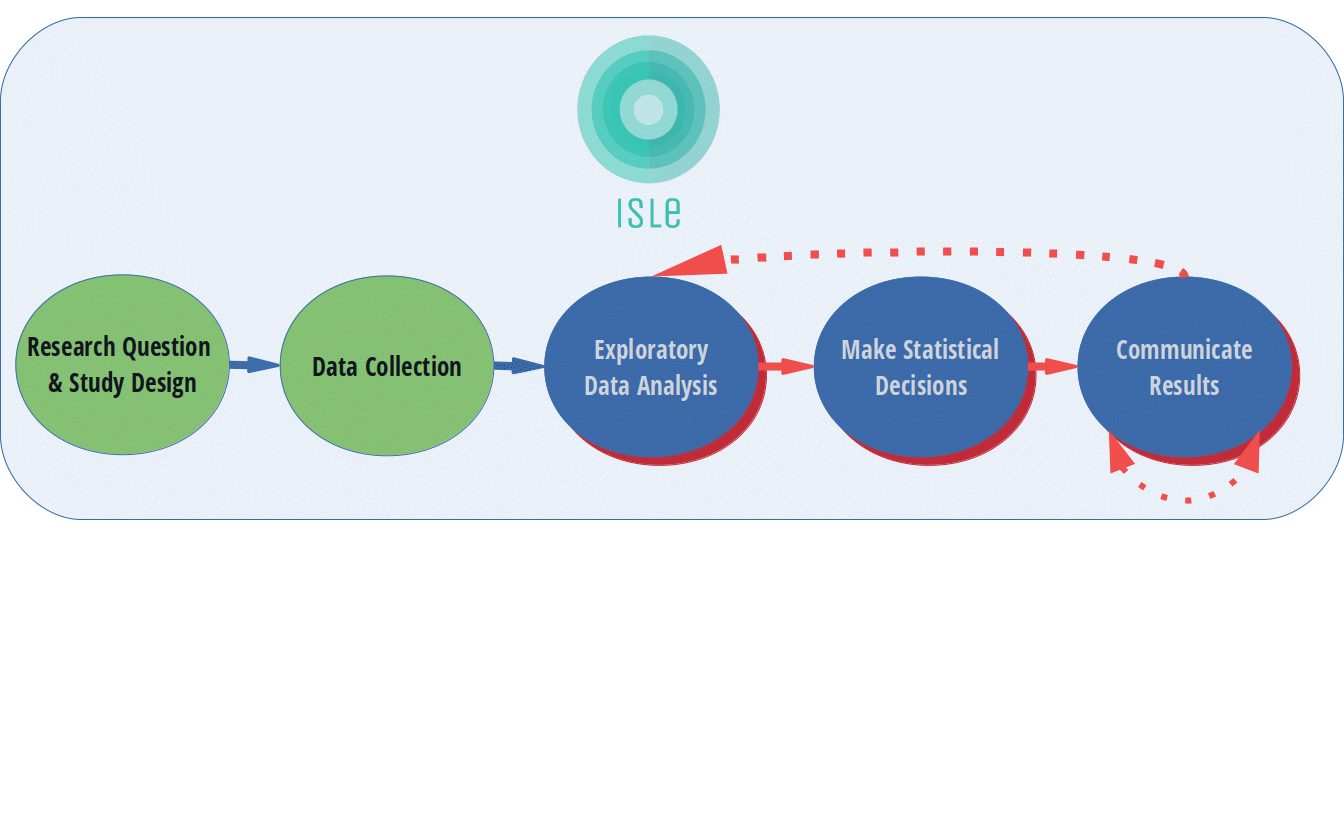 ISLe
Research Question
& Study Design
Data Collection
Exploratory
Data Analysis
Make Statistical
Decisions
Communicate
Results